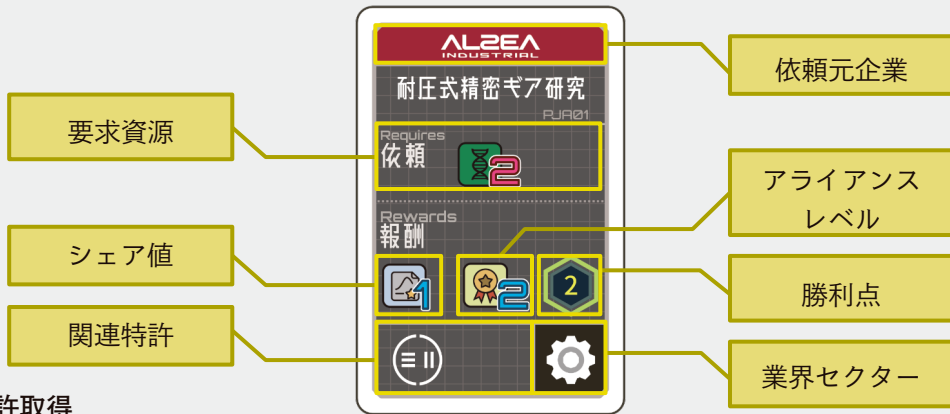 ALZEA
INDUSTRIAL
耐圧式精密ギア研究
PJA01
Requires
依頼
2
Rewards
報酬
1
2
2
依頼元企業
要求資源
アライアンス
レベル
シェア値
勝利点
関連特許
業界セクター
許取得